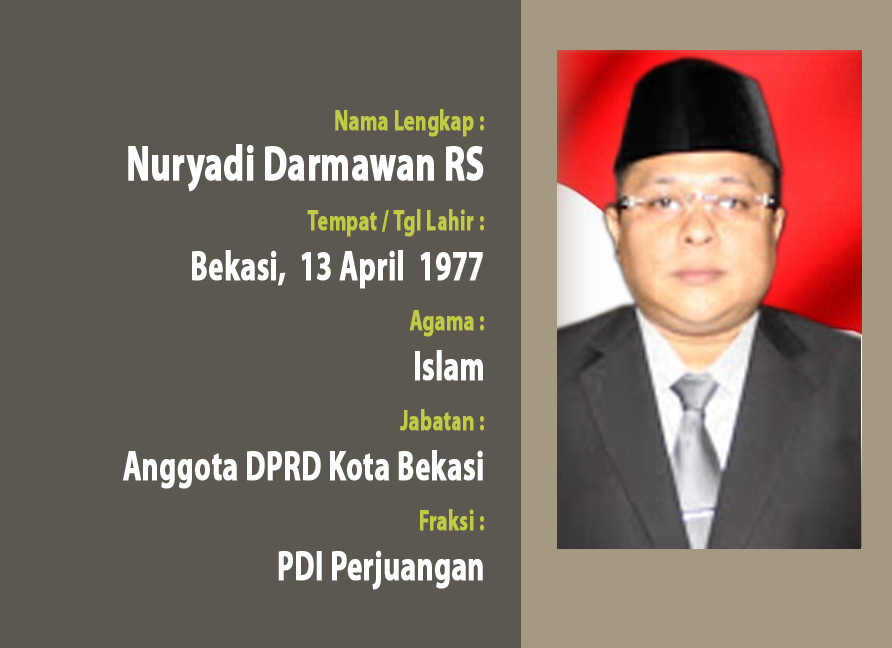 Nama Lengkap :
Nuryadi Darmawan RS
Tempat / Tgl Lahir :
Bekasi, 13 April 1977
Agama :
Islam
Jabatan :
Anggota DPRD Kota Bekasi
Fraksi :
PDI Perjuangan